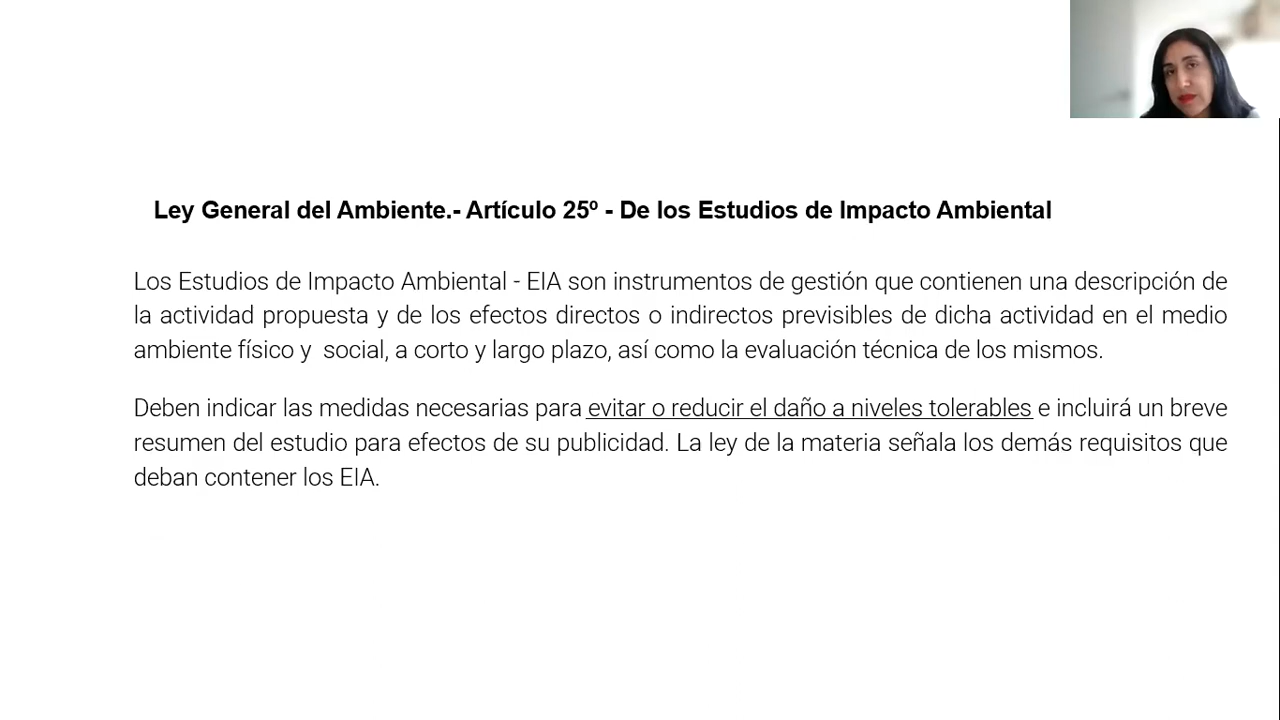 Ley General del Ambiente.- Artículo 25º - De los Estudios de Impacto Ambiental
Los Estudios de Impacto Ambiental - EIA son instrumentos de gestión que contienen una descripción de
la actividad propuesta y de los efectos directos o indirectos previsibles de dicha actividad en el medio
ambiente físico y  social, a corto y largo plazo, así como la evaluación técnica de los mismos.
Deben indicar las medidas necesarias para evitar o reducir el daño a niveles tolerables e incluirá un breve
resumen del estudio para efectos de su publicidad. La ley de la materia señala los demás requisitos que
deban contener los EIA.